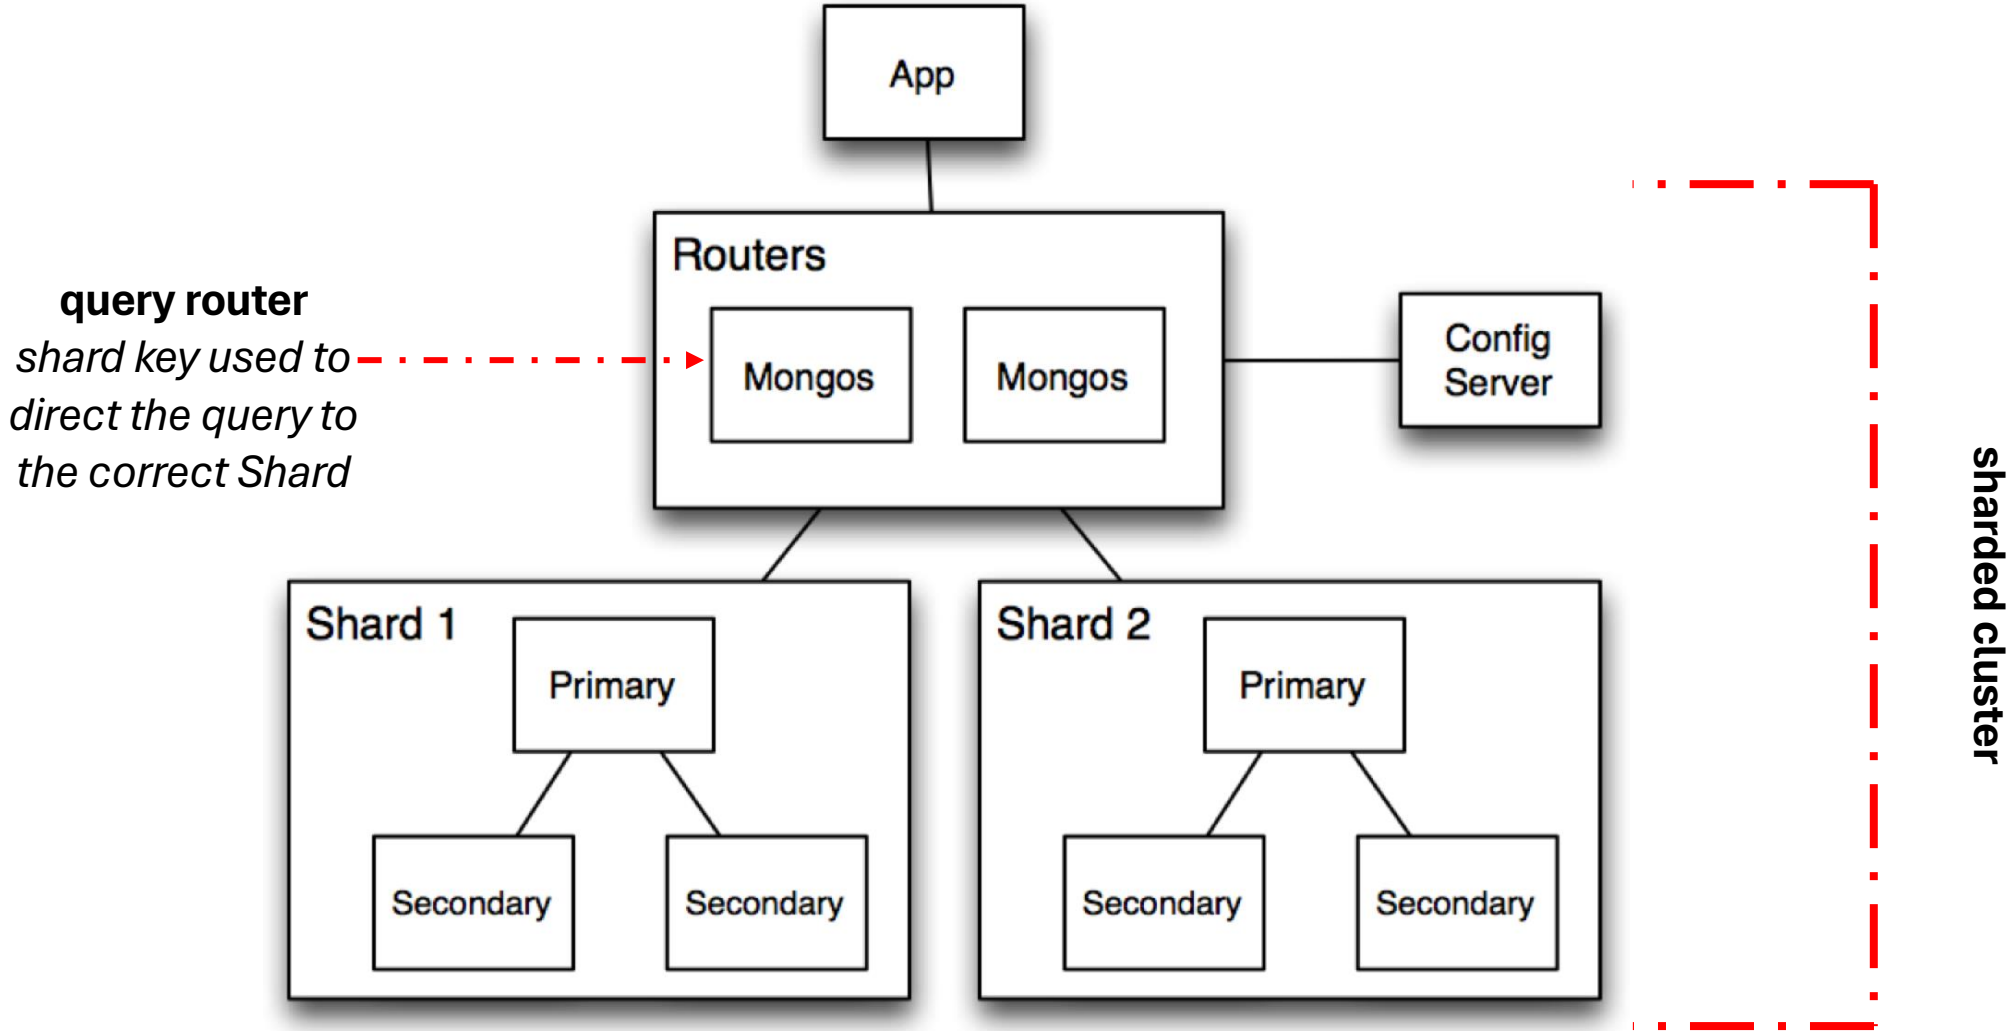 App
Routers
query router
shard key used to
direct the query to
the correct Shard
Mongos
Mongos
Config
Server
sharded cluster
Shard 1
Primary
Secondary
Secondary
Shard 2
Primary
Secondary
Secondary